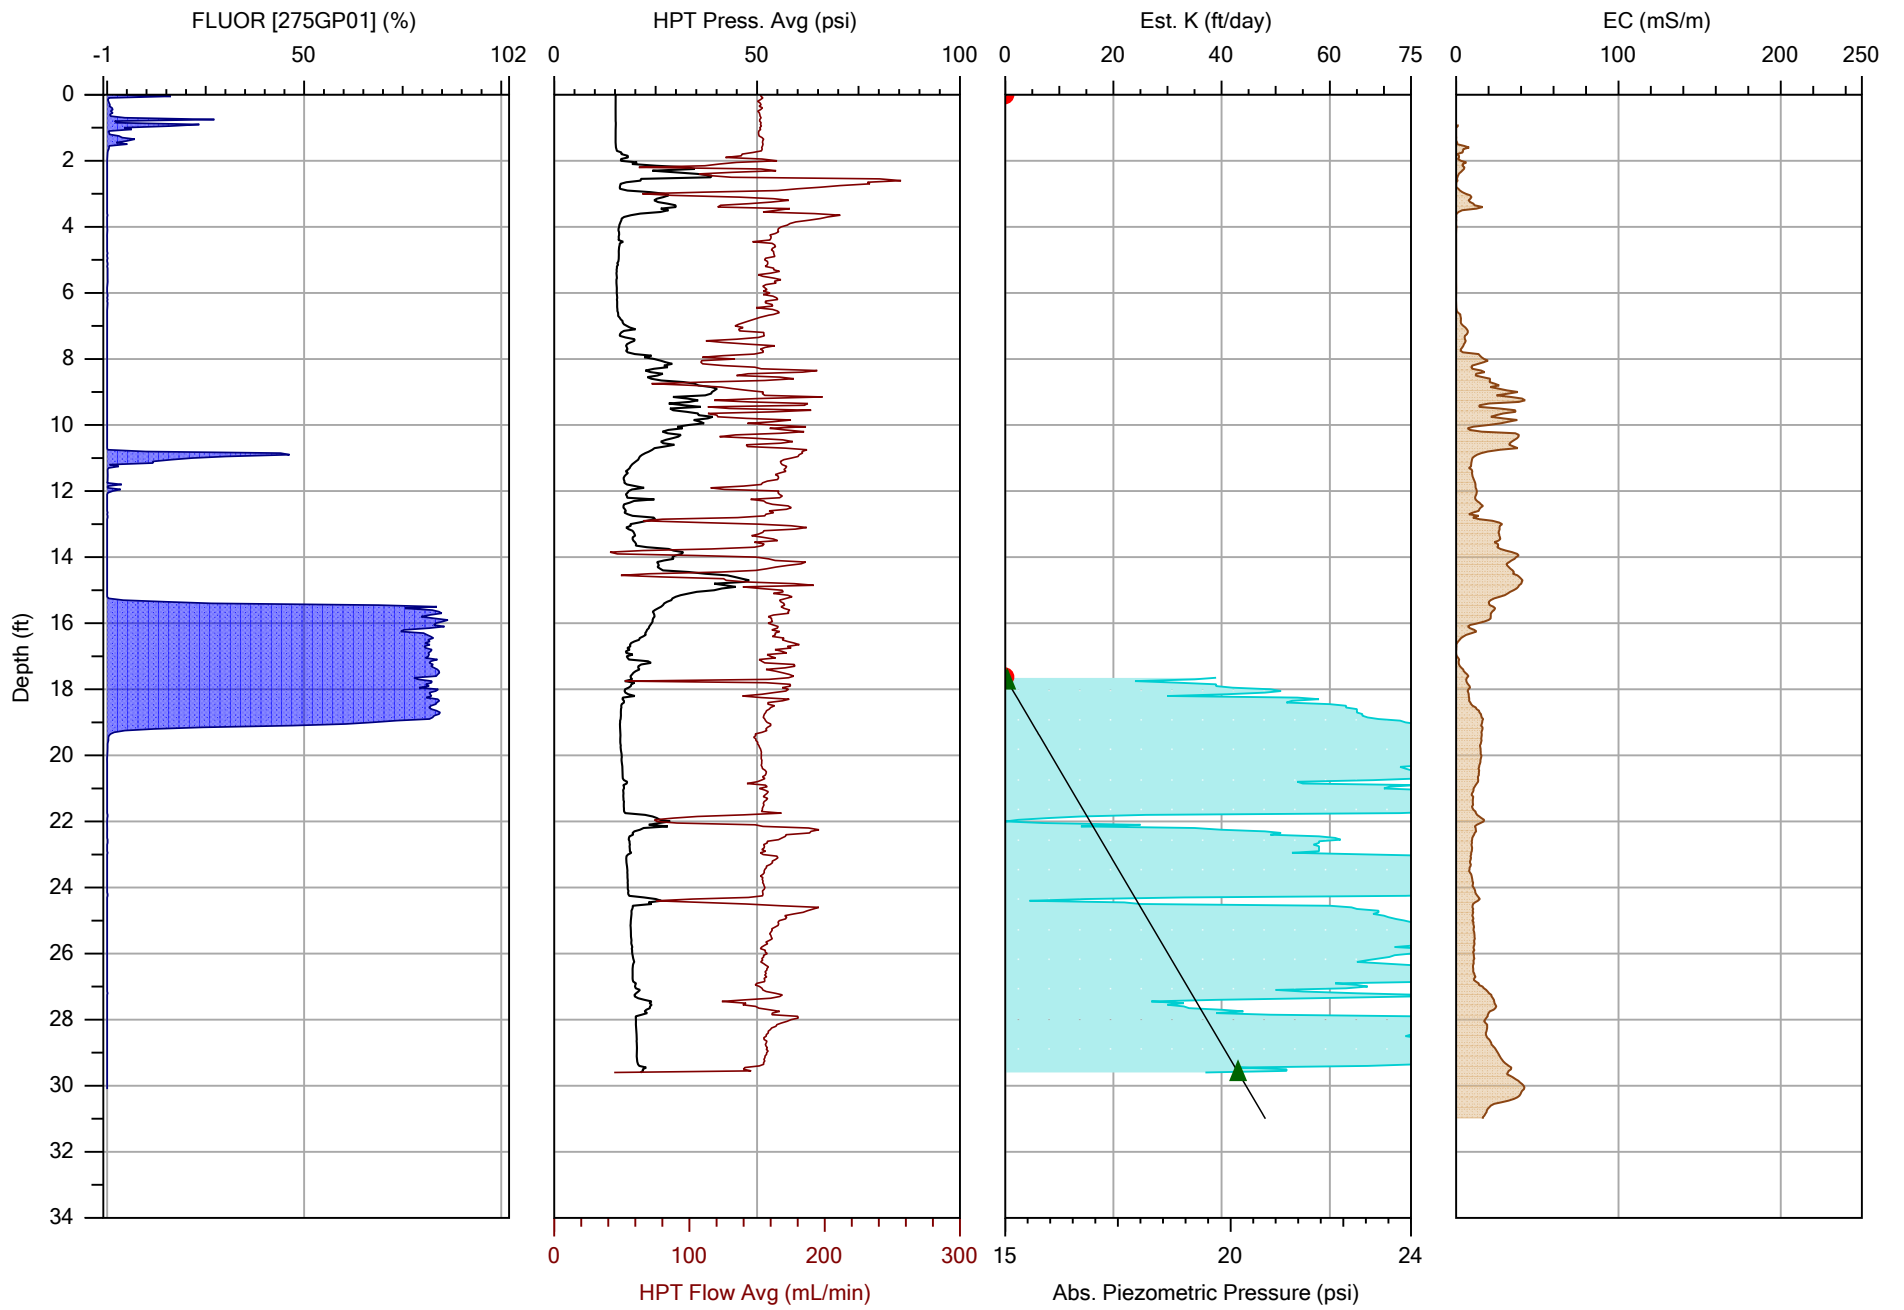 FLUOR [275GP01] (%)
HPT Press. Avg (psi)
Est. K (ft/day)
EC (mS/m)
-1 50 102
0 50 100
0 20 40 60 75
0 100 200 250
Depth (ft)
0
2
4
6
8
10
12
14
16
18
20
22
24
26
28
30
32
34
0 100 200 300
15 20 24
HPT Flow Avg (mL/min)
Abs. Piezometric Pressure (psi)